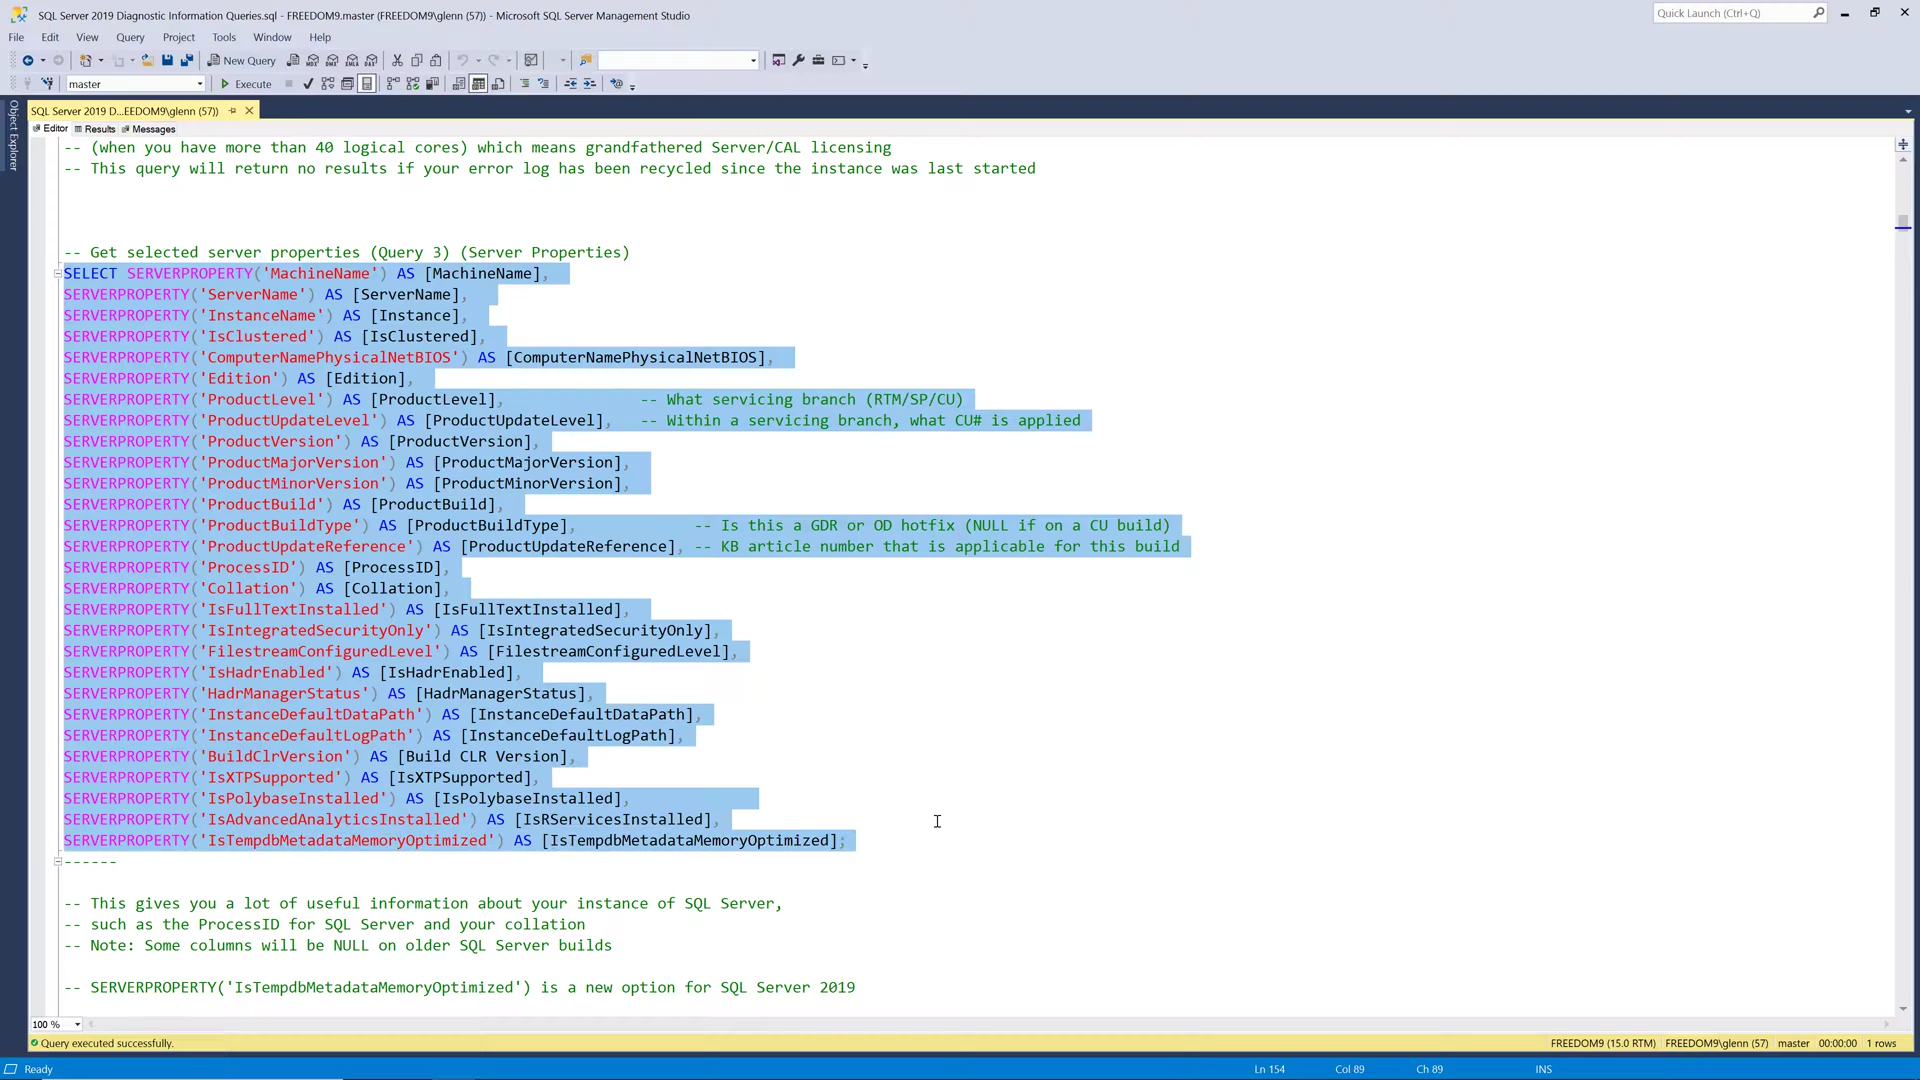 SQL Server 2019 Diagnostic Information Queries.sql - FREEDOM9.master (FREEDOM9\glenn (57)) - Microsoft SQL Server Management Studio
Quick Launch (Ctrl+Q)
File Edit View Query Project Tools Window Help
New Query
master Execute
SQL Server 2019 D...EEDOM9\glenn (57))
Object Explorer
Editor Results Messages
-- (when you have more than 40 logical cores) which means grandfathered Server/CAL licensing
-- This query will return no results if your error log has been recycled since the instance was last started
-- Get selected server properties (Query 3) (Server Properties)
SELECT SERVERPROPERTY('MachineName') AS [MachineName],
SERVERPROPERTY('ServerName') AS [ServerName],
SERVERPROPERTY('InstanceName') AS [Instance],
SERVERPROPERTY('IsClustered') AS [IsClustered],
SERVERPROPERTY('ComputerNamePhysicalNetBIOS') AS [ComputerNamePhysicalNetBIOS],
SERVERPROPERTY('Edition') AS [Edition],
SERVERPROPERTY('ProductLevel') AS [ProductLevel], -- What servicing branch (RTM/SP/CU)
SERVERPROPERTY('ProductUpdateLevel') AS [ProductUpdateLevel], -- Within a servicing branch, what CU# is applied
SERVERPROPERTY('ProductVersion') AS [ProductVersion],
SERVERPROPERTY('ProductMajorVersion') AS [ProductMajorVersion],
SERVERPROPERTY('ProductMinorVersion') AS [ProductMinorVersion],
SERVERPROPERTY('ProductBuild') AS [ProductBuild],
SERVERPROPERTY('ProductBuildType') AS [ProductBuildType], -- Is this a GDR or OD hotfix (NULL if on a CU build)
SERVERPROPERTY('ProductUpdateReference') AS [ProductUpdateReference], -- KB article number that is applicable for this build
SERVERPROPERTY('ProcessID') AS [ProcessID],
SERVERPROPERTY('Collation') AS [Collation],
SERVERPROPERTY('IsFullTextInstalled') AS [IsFullTextInstalled],
SERVERPROPERTY('IsIntegratedSecurityOnly') AS [IsIntegratedSecurityOnly],
SERVERPROPERTY('FilestreamConfiguredLevel') AS [FilestreamConfiguredLevel],
SERVERPROPERTY('IsHadrEnabled') AS [IsHadrEnabled],
SERVERPROPERTY('HadrManagerStatus') AS [HadrManagerStatus],
SERVERPROPERTY('InstanceDefaultDataPath') AS [InstanceDefaultDataPath],
SERVERPROPERTY('InstanceDefaultLogPath') AS [InstanceDefaultLogPath],
SERVERPROPERTY('BuildClrVersion') AS [Build CLR Version],
SERVERPROPERTY('IsXTPSupported') AS [IsXTPSupported],
SERVERPROPERTY('IsPolybaseInstalled') AS [IsPolybaseInstalled],
SERVERPROPERTY('IsAdvancedAnalyticsInstalled') AS [IsRServicesInstalled],
SERVERPROPERTY('IsTempdbMetadataMemoryOptimized') AS [IsTempdbMetadataMemoryOptimized];
------
-- This gives you a lot of useful information about your instance of SQL Server,
-- such as the ProcessID for SQL Server and your collation
-- Note: Some columns will be NULL on older SQL Server builds
-- SERVERPROPERTY('IsTempdbMetadataMemoryOptimized') is a new option for SQL Server 2019
100 %
Query executed successfully. FREEDOM9 (15.0 RTM) FREEDOM9\glenn (57) master 00:00:00 1 rows
Ready Ln 154 Col 89 Ch 89 INS